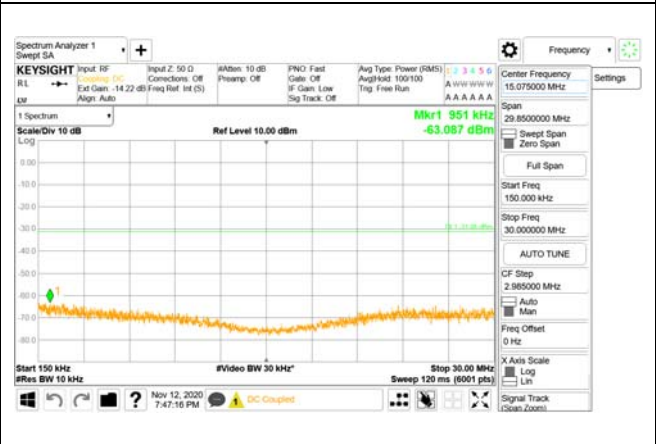 Spectrum Analyzer 1
Swept SA
Frequency
KEYSIGHT
RL
Input: RF
Coupling: DC
Ext Gain: -14.22 dB
Align: Auto
Input Z: 50 Ω
Corrections: Off
Freq Ref: Int (S)
#Atten: 10 dB
Preamp: Off
PNO: Fast
Gate: Off
IF Gain: Low
Sig Track: Off
Avg Type: Power (RMS)
Avg|Hold: 100/100
Trig: Free Run
1 2 3 4 5 6
A W W W W W
A A A A A A
Center Frequency
15.075000 MHz
Settings
Span
29.8500000 MHz
Swept Span
Zero Span
Full Span
Start Freq
150.000 kHz
Stop Freq
30.000000 MHz
AUTO TUNE
CF Step
2.985000 MHz
Auto
Man
Freq Offset
0 Hz
X Axis Scale
Log
Lin
Signal Track
(Span Zoom)
1 Spectrum
Mkr1 951 kHz
-63.087 dBm
Scale/Div 10 dB
Ref Level 10.00 dBm
Log
0.00
-10.0
-20.0
-30.0
-40.0
-50.0
-60.0
-70.0
-80.0
1
Start 150 kHz
#Video BW 30 kHz*
Stop 30.00 MHz
#Res BW 10 kHz
Sweep 120 ms (6001 pts)
?
Nov 12, 2020
7:47:16 PM
1
DC Coupled